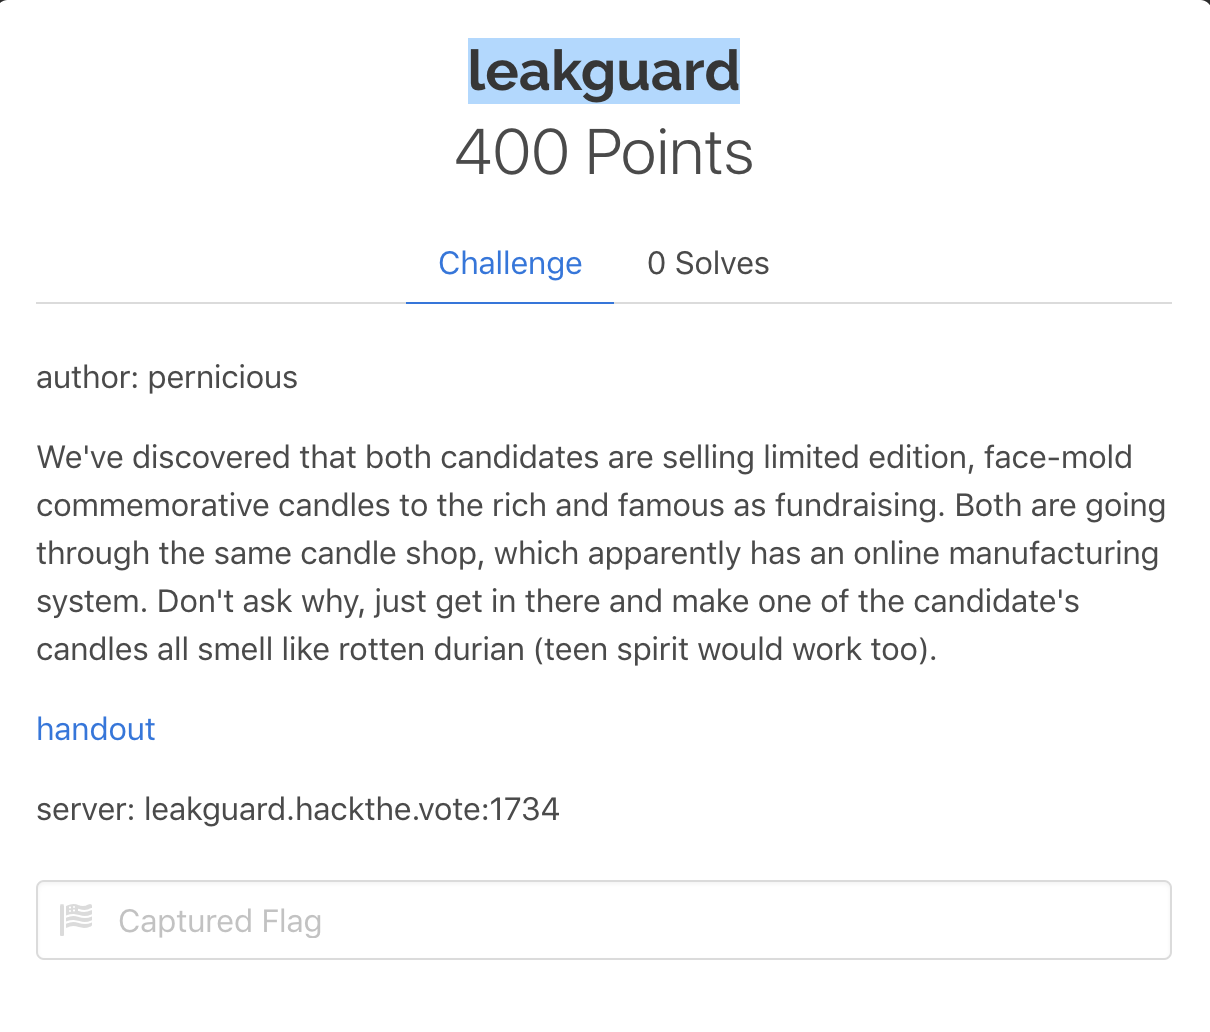 leakguard
400 Points
Challenge 0 Solves
author: pernicious
We've discovered that both candidates are selling limited edition, face-mold
commemorative candles to the rich and famous as fundraising. Both are going
through the same candle shop, which apparently has an online manufacturing
system. Don't ask why, just get in there and make one of the candidate's
candles all smell like rotten durian (teen spirit would work too).
handout
server: leakguard.hackthe.vote:1734
Captured Flag